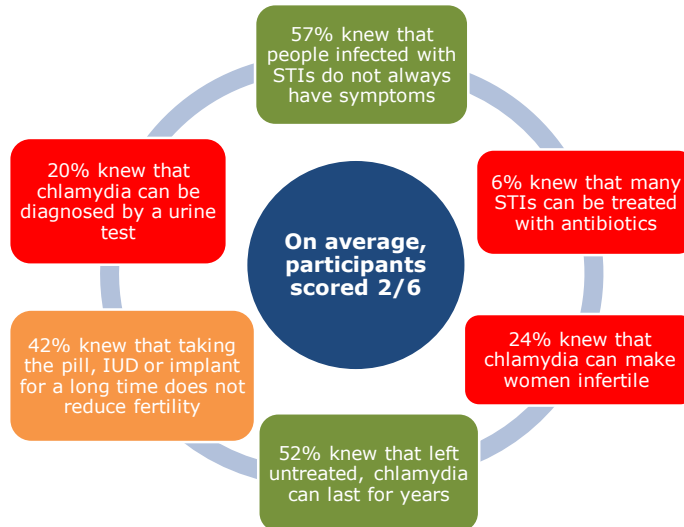 57% knew that
people infected with
STIs do not always
have symptoms
20% knew that
chlamydia can be
diagnosed by a urine
test
6% knew that many
STIs can be treated
with antibiotics
On average,
participants
scored 2/6
42% knew that taking
the pill, IUD or implant
for a long time does not
reduce fertility
24% knew that
chlamydia can make
women infertile
52% knew that left
untreated, chlamydia
can last for years